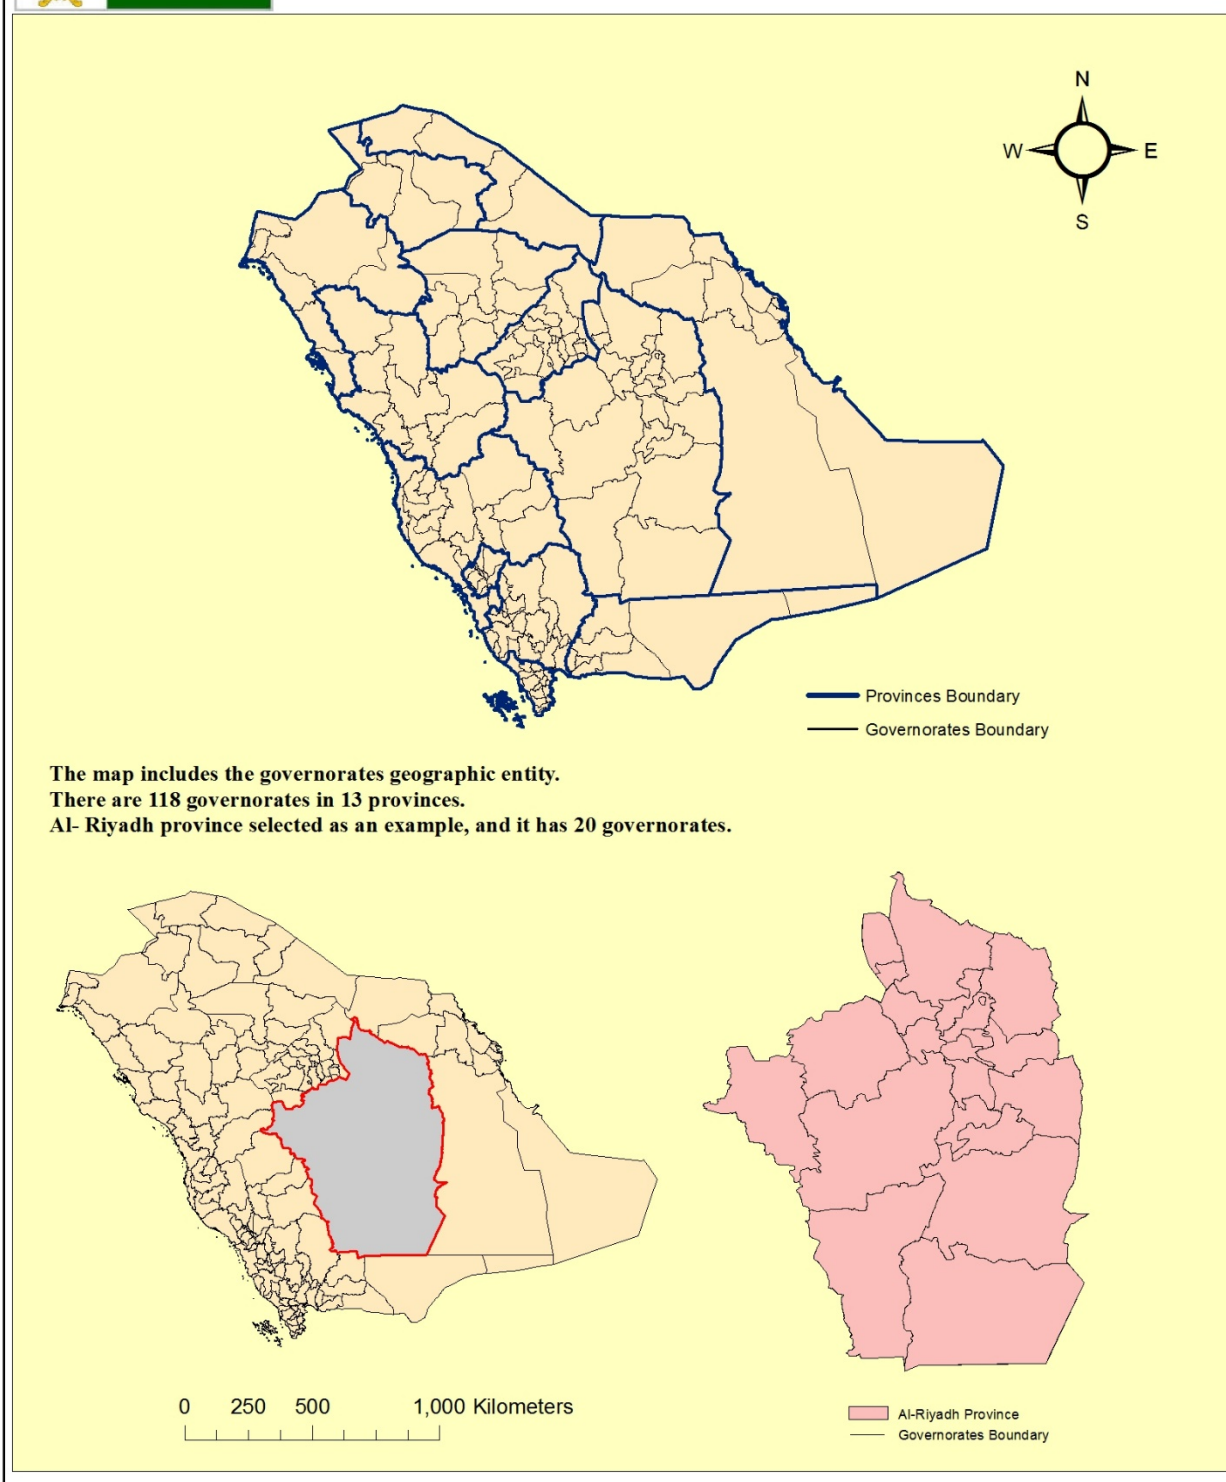 N
W E
S
Provinces Boundary
Governorates Boundary
The map includes the governorates geographic entity.
There are 118 governorates in 13 provinces.
Al- Riyadh province selected as an example, and it has 20 governorates.
0 250 500 1,000 Kilometers
Al-Riyadh Province
Governorates Boundary